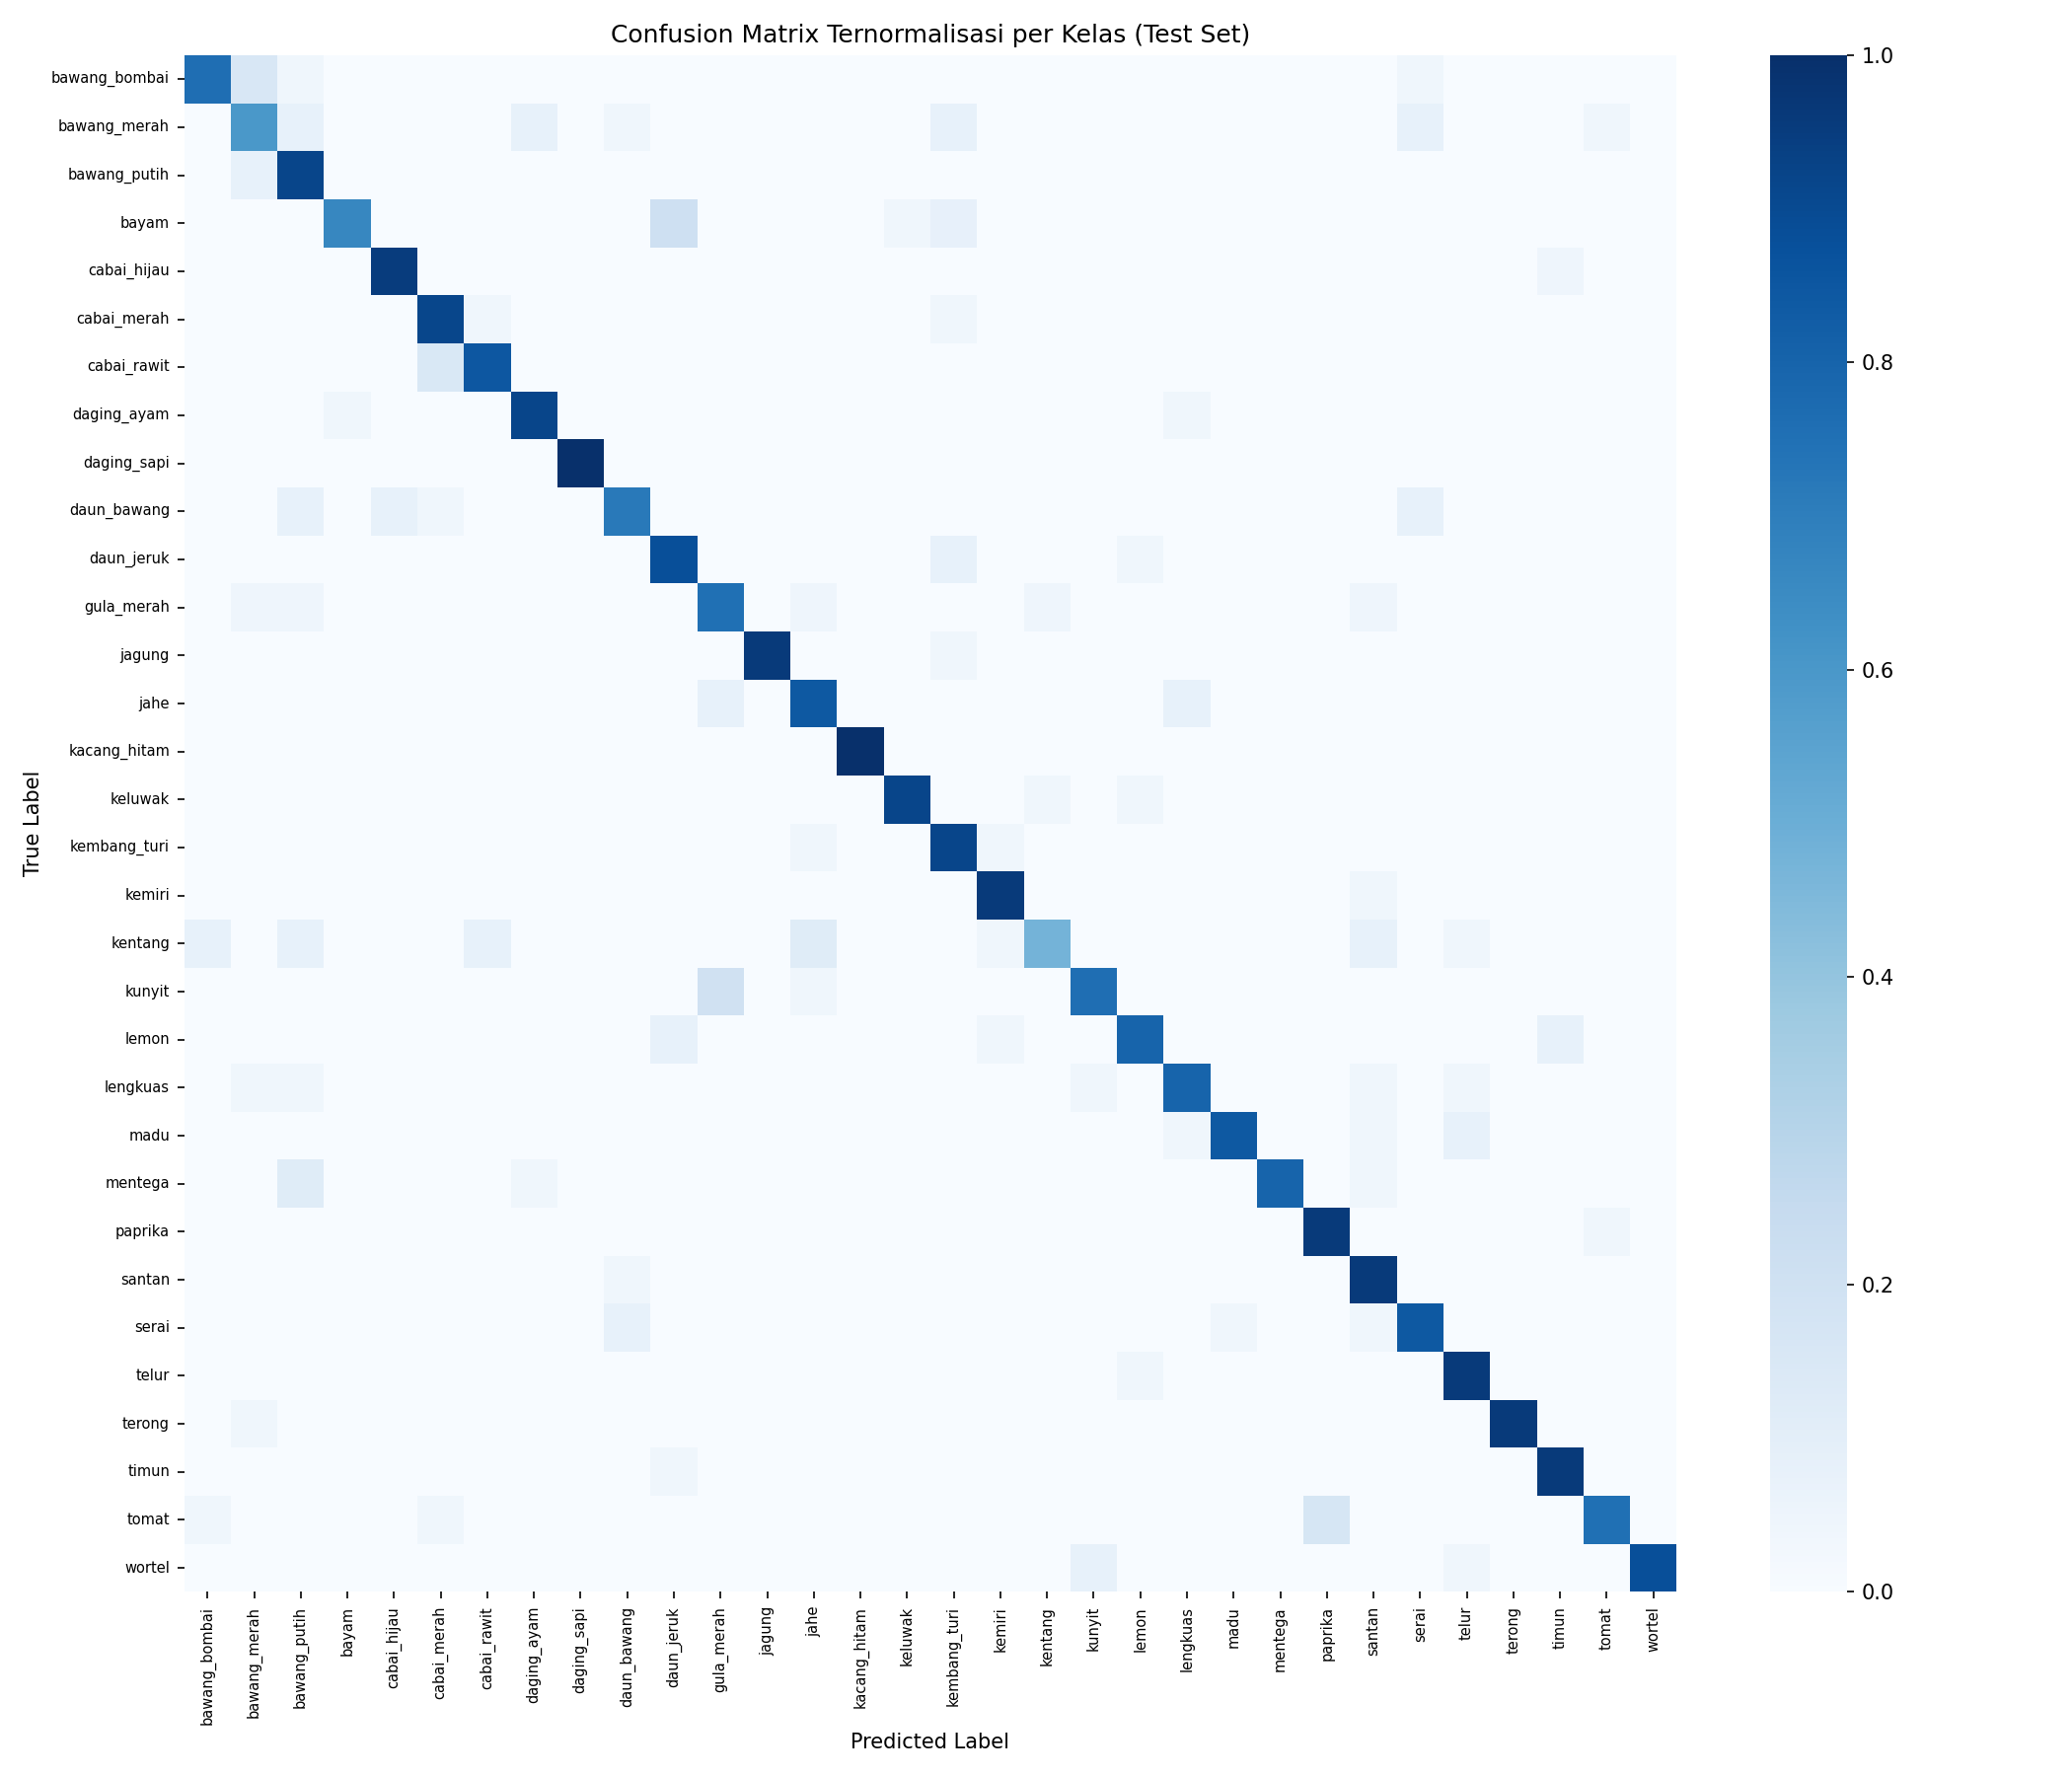 Confusion Matrix Ternormalisasi per Kelas (Test Set)
True Label
bawang_bombai
bawang_merah
bawang_putih
bayam
cabai_hijau
cabai_merah
cabai_rawit
daging_ayam
daging_sapi
daun_bawang
daun_jeruk
gula_merah
jagung
jahe
kacang_hitam
keluwak
kembang_turi
kemiri
kentang
kunyit
lemon
lengkuas
madu
mentega
paprika
santan
serai
telur
terong
timun
tomat
wortel
bawang_bombai
bawang_merah
bawang_putih
bayam
cabai_hijau
cabai_merah
cabai_rawit
daging_ayam
daging_sapi
daun_bawang
daun_jeruk
gula_merah
jagung
jahe
kacang_hitam
keluwak
kembang_turi
kemiri
kentang
kunyit
lemon
lengkuas
madu
mentega
paprika
santan
serai
telur
terong
timun
tomat
wortel
Predicted Label
1.0
0.8
0.6
0.4
0.2
0.0